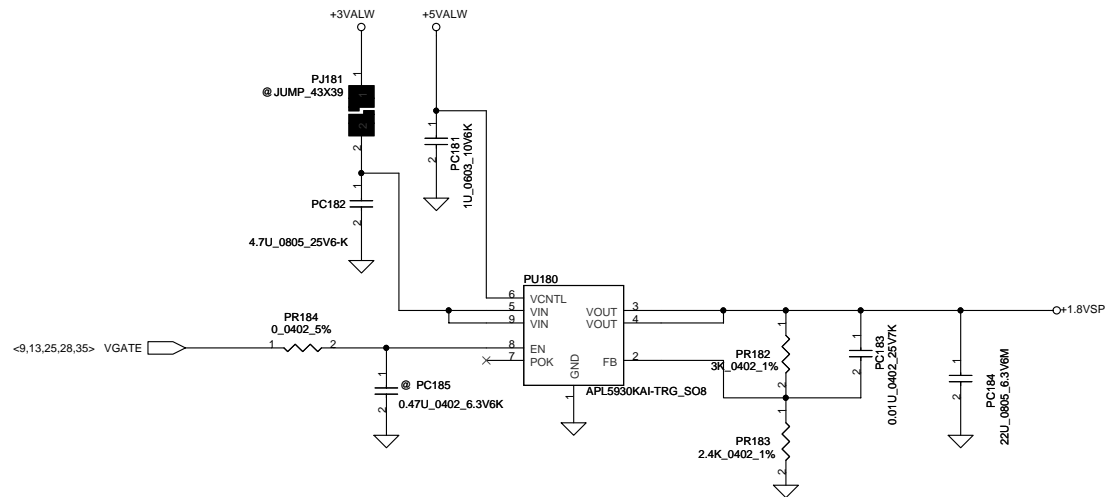 +3VALW
+5VALW
1
PJ181
@ JUMP_43X39
1
2
2
1
2
PC181
1U_0603_10V6K
1
PC182
2
4.7U_0805_25V6-K
PU180
6
VCNTL
5
VIN
VOUT
3
9
VIN
VOUT
4
+1.8VSP
PR184
0_0402_5%
<9,13,25,28,35> VGATE
1
2
8
EN
7
POK
FB
2
GND
1
APL5930KAI-TRG_SO8
1
@ PC185
2
0.47U_0402_6.3V6K
1
PR182
3K_0402_1%
2
1
2
PC183
0.01U_0402_25V7K
1
2
PC184
22U_0805_6.3V6M
1
PR183
2.4K_0402_1%
2